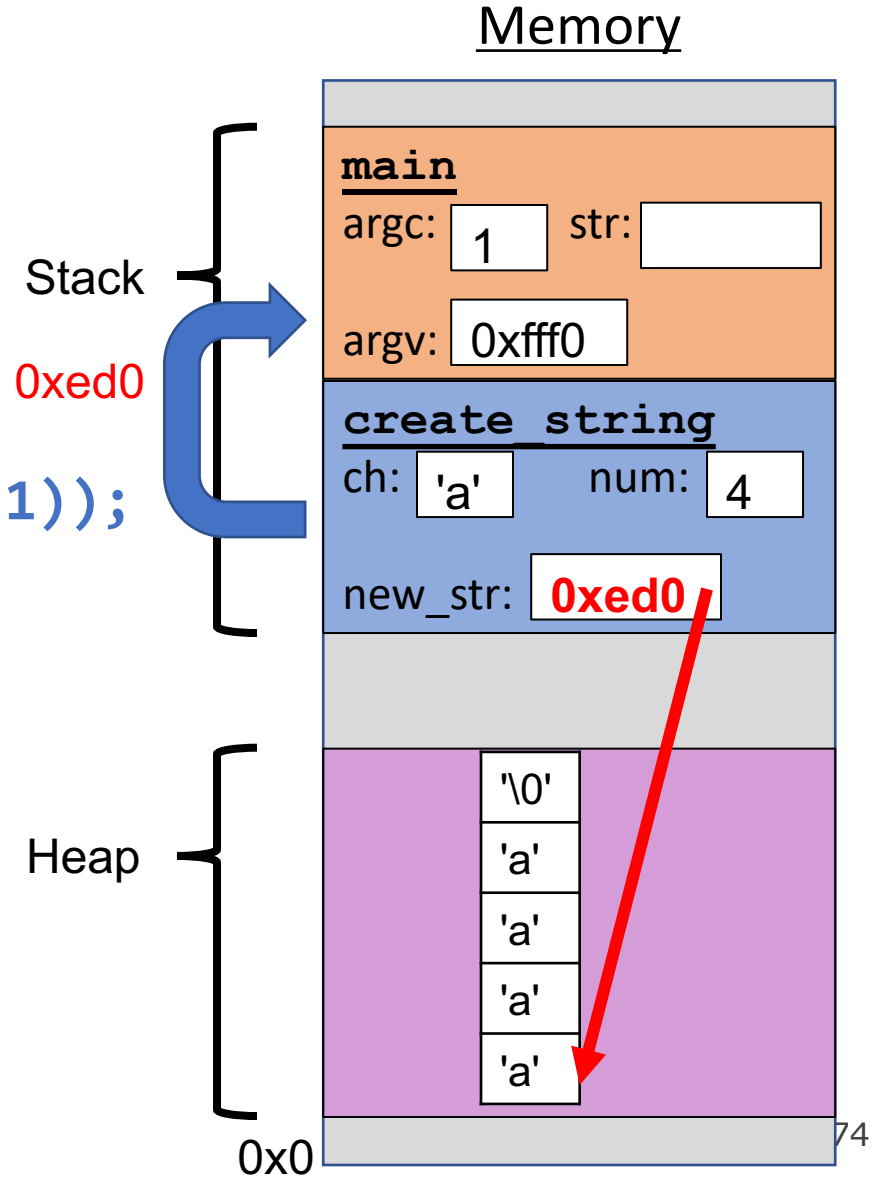 Memory
main
argc: 1 str:
Stack
argv: 0xfff0
0xed0
create_string
ch: 'a' num: 4
1));
new_str: 0xed0
'\0'
Heap
'a'
'a'
'a'
'a'
74
0x0